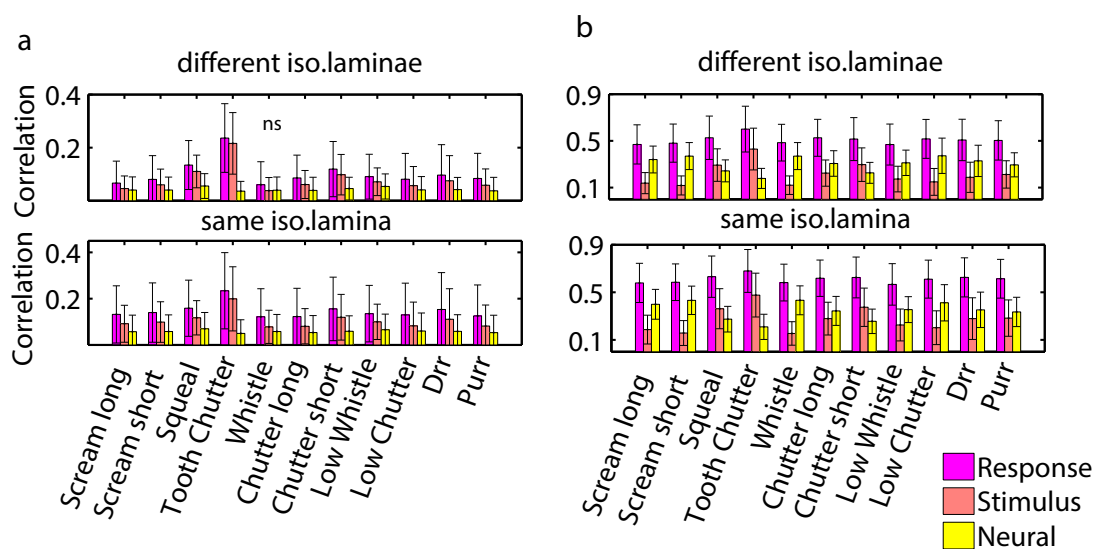 a
different iso.laminae
Correlation
0.4
0.2
ns
same iso.lamina
Correlation
0.4
0.2
Scream long
Scream short
Squeal
Tooth Chutter
Whistle
Chutter long
Chutter short
Low Whistle
Low Chutter
Drr
Purr
b
different iso.laminae
0.9
0.5
0.1
same iso.lamina
0.9
0.5
0.1
Scream long
Scream short
Squeal
Tooth Chutter
Whistle
Chutter long
Chutter short
Low Whistle
Low Chutter
Drr
Purr
Response
Stimulus
Neural